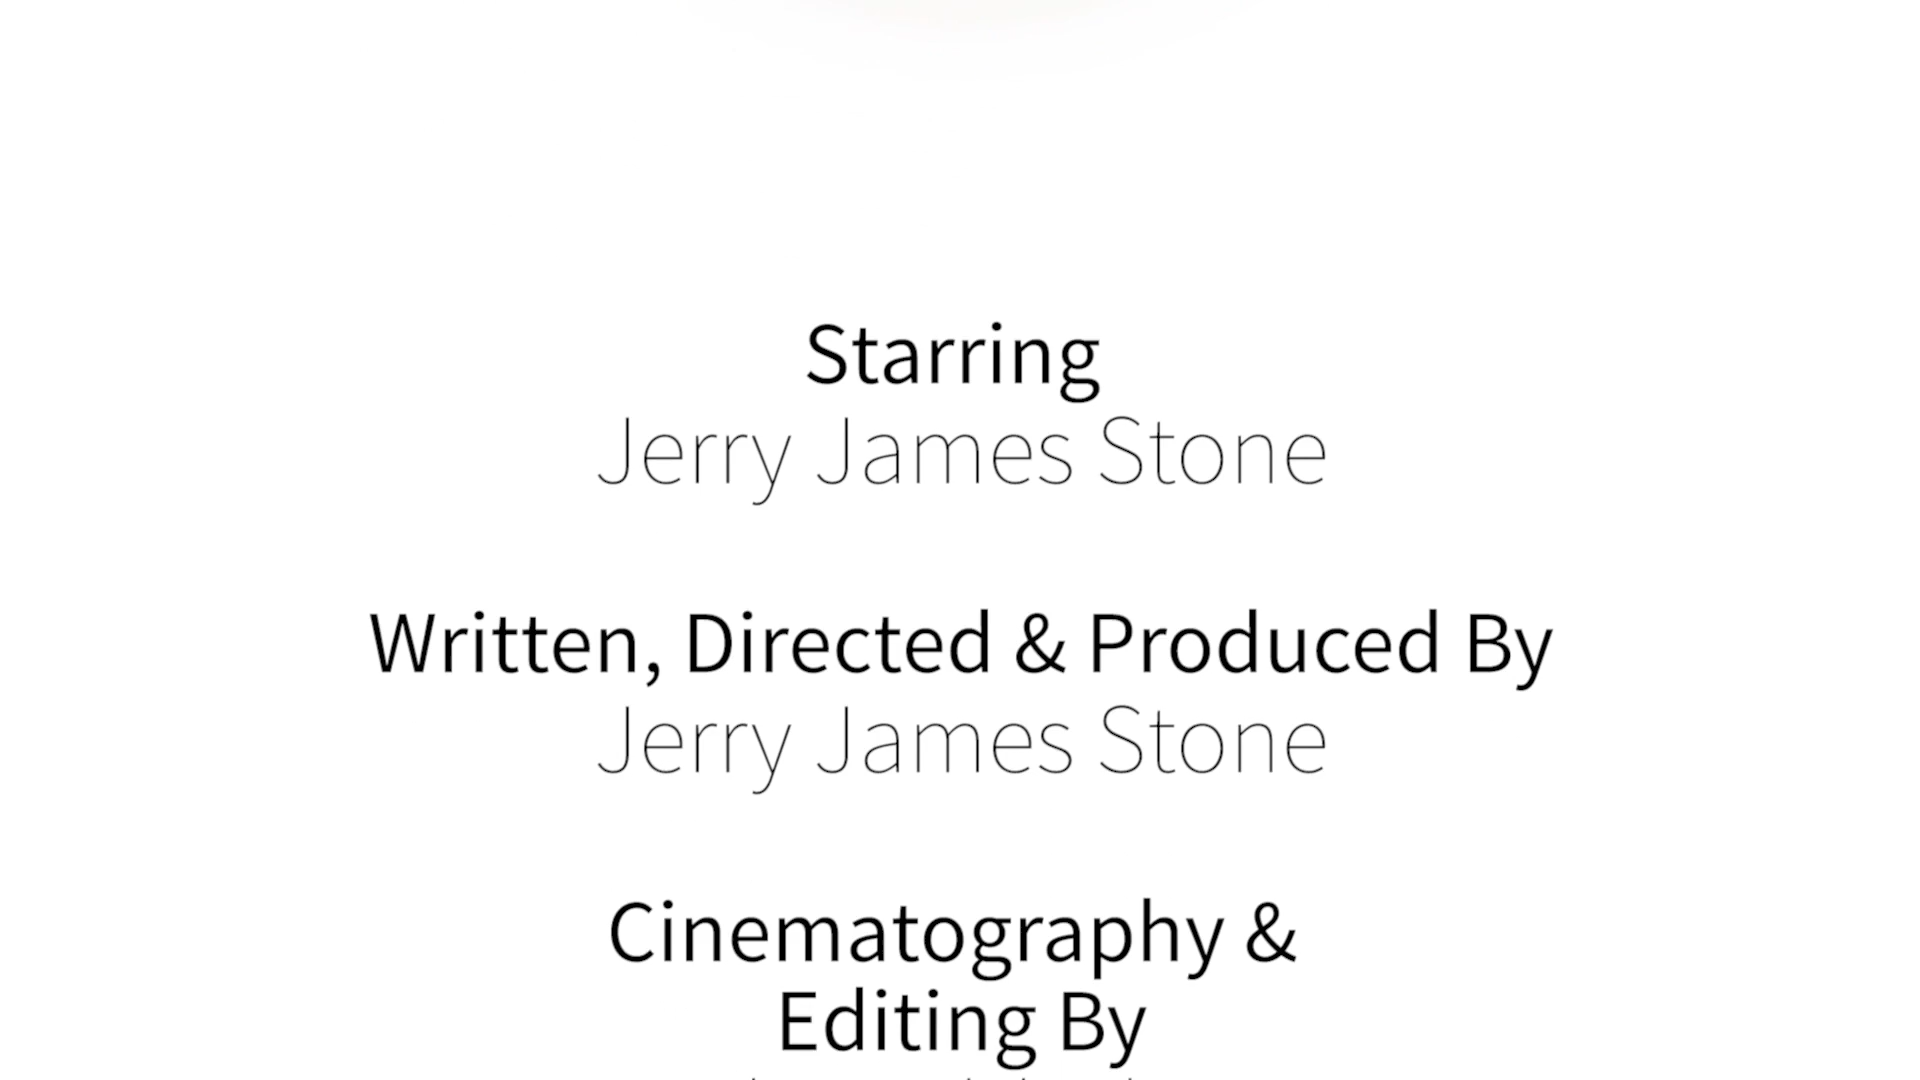 Starring
Jerry James Stone
Written, Directed & Produced By
Jerry James Stone
Cinematography &
Editing By